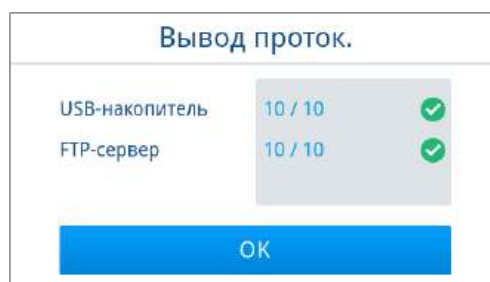 Вывод проток.
USB-накопитель 10 / 10
FTP-сервер 10 / 10
OK